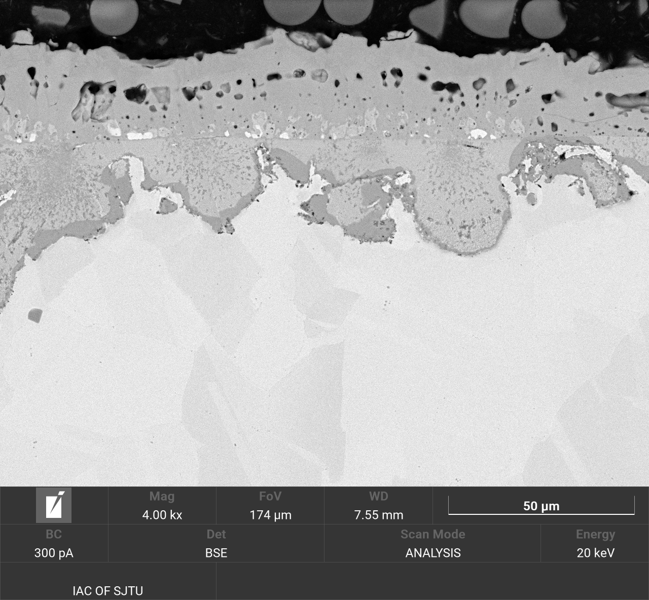 Mag FoV WD 50 μm
4.00 kx 174 μm 7.55 mm
BC Det Scan Mode Energy
300 pA BSE ANALYSIS 20 keV
IAC OF SJTU